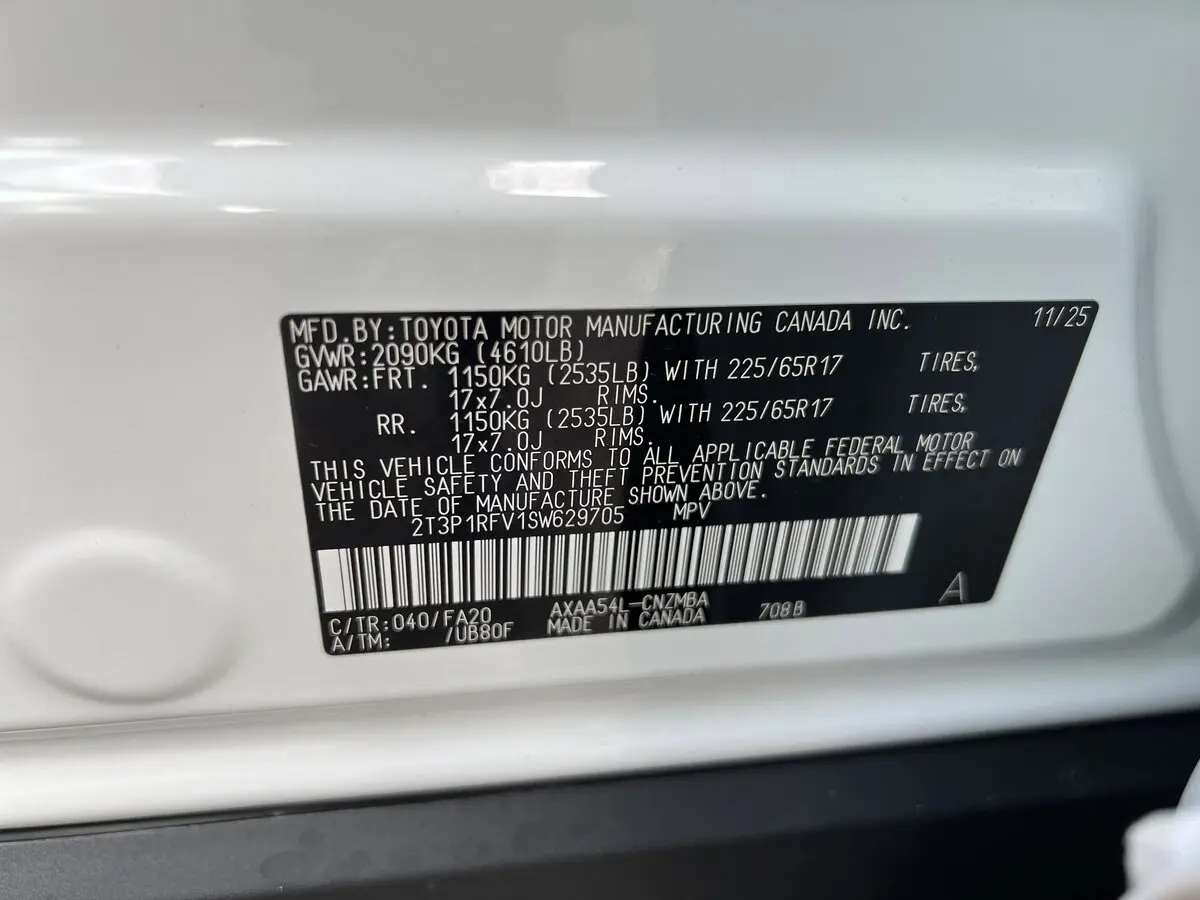 MFD.BY:TOYOTA MOTOR MANUFACTURING CANADA INC. 11/25
GVWR:2090KG (4610LB)
GAWR:FRT. 1150KG (2535LB) WITH 225/65R17 TIRES,
17x7.0J RIMS.
RR. 1150KG (2535LB) WITH 225/65R17 TIRES,
17x7.0J RIMS.
THIS VEHICLE CONFORMS TO ALL APPLICABLE FEDERAL MOTOR
VEHICLE SAFETY AND THEFT PREVENTION STANDARDS IN EFFECT ON
THE DATE OF MANUFACTURE SHOWN ABOVE.
2T3P1RFV1SW629705 MPV
A
C/TR:040/FA20 AXAA54L-CNZMBA 708B
A/TM: /UB80F MADE IN CANADA